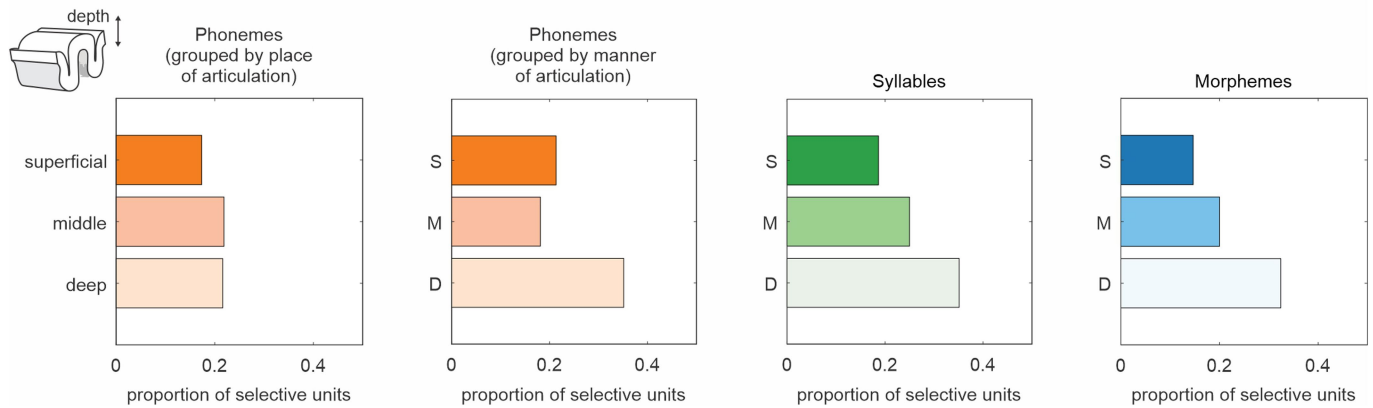 depth
Phonemes
(grouped by place
of articulation)
superficial
middle
deep
0 0.2 0.4
proportion of selective units
Phonemes
(grouped by manner
of articulation)
S
M
D
0 0.2 0.4
proportion of selective units
Syllables
S
M
D
0 0.2 0.4
proportion of selective units
Morphemes
S
M
D
0 0.2 0.4
proportion of selective units